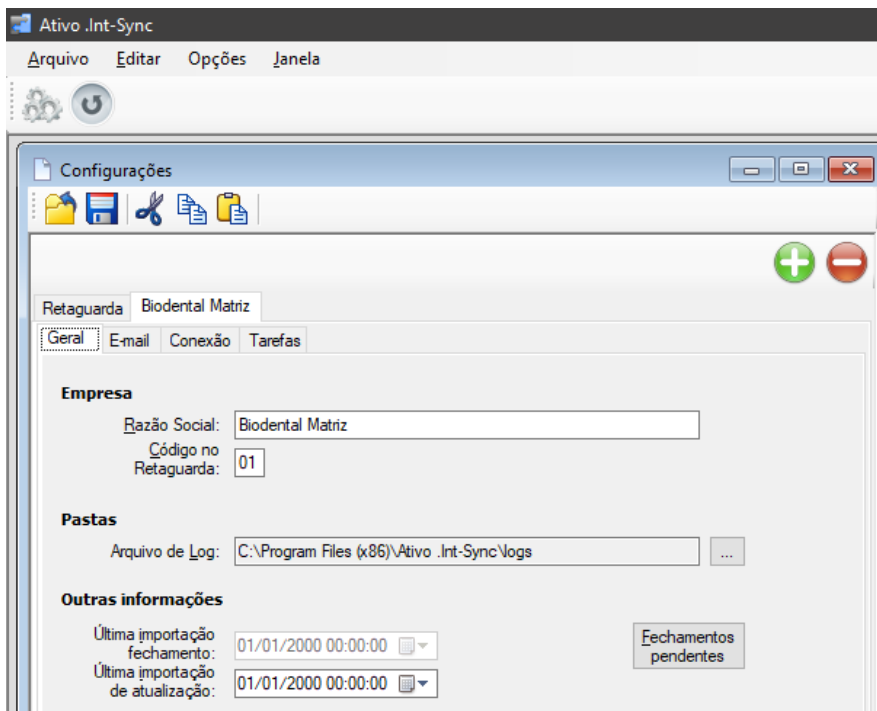 Ativo .Int-Sync
Arquivo Editar Opções Janela
Configurações
Retaguarda Biodental Matriz
Geral E-mail Conexão Tarefas
Empresa
Razão Social: Biodental Matriz
Código no
Retaguarda: 01
Pastas
Arquivo de Log: C:\Program Files (x86)\Ativo .Int-Sync\logs ...
Outras informações
Última importação
fechamento: 01/01/2000 00:00:00
Fechamentos
pendentes
Última importação
de atualização: 01/01/2000 00:00:00